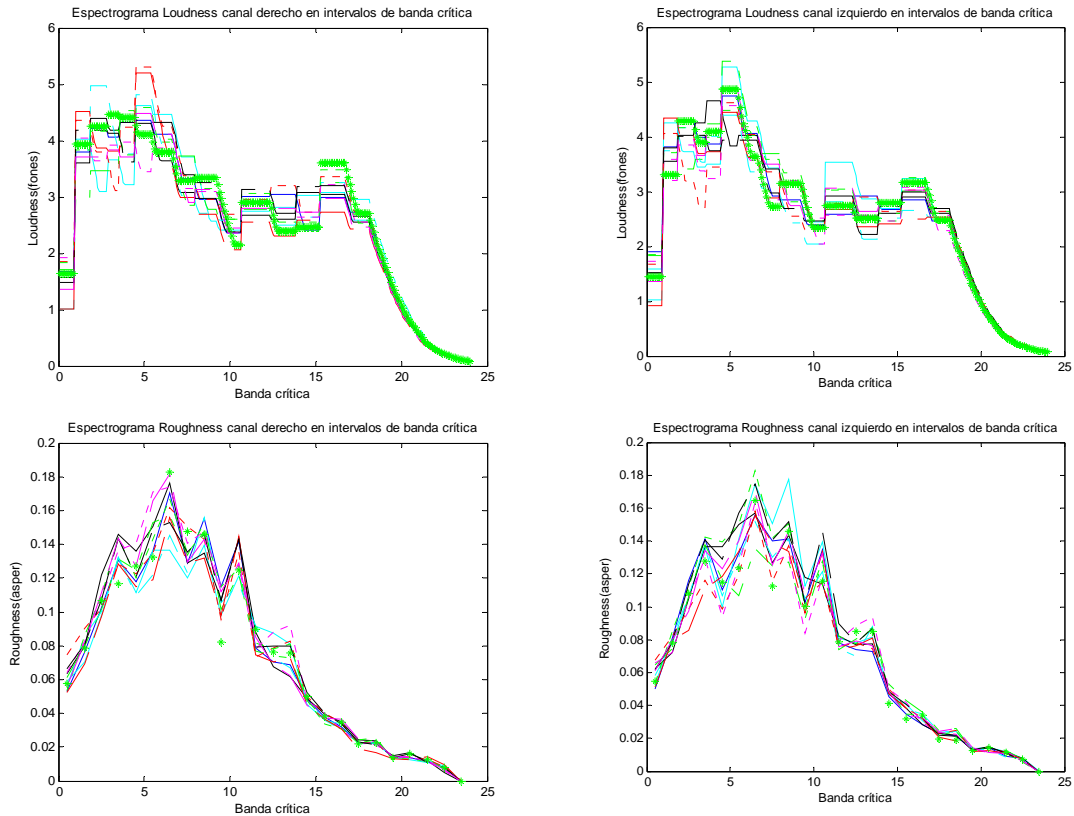 Espectrograma Loudness canal derecho en intervalos de banda crítica
6
5
4
3
2
1
0
Loudness(fones)
0 5 10 15 20 25
Banda crítica
Espectrograma Loudness canal izquierdo en intervalos de banda crítica
6
5
4
3
2
1
0
Loudness(fones)
0 5 10 15 20 25
Banda crítica
Espectrograma Roughness canal derecho en intervalos de banda crítica
0.2
0.18
0.16
0.14
0.12
0.1
0.08
0.06
0.04
0.02
0
Roughness(asper)
0 5 10 15 20 25
Banda crítica
Espectrograma Roughness canal izquierdo en intervalos de banda crítica
0.2
0.18
0.16
0.14
0.12
0.1
0.08
0.06
0.04
0.02
0
Roughness(asper)
0 5 10 15 20 25
Banda crítica